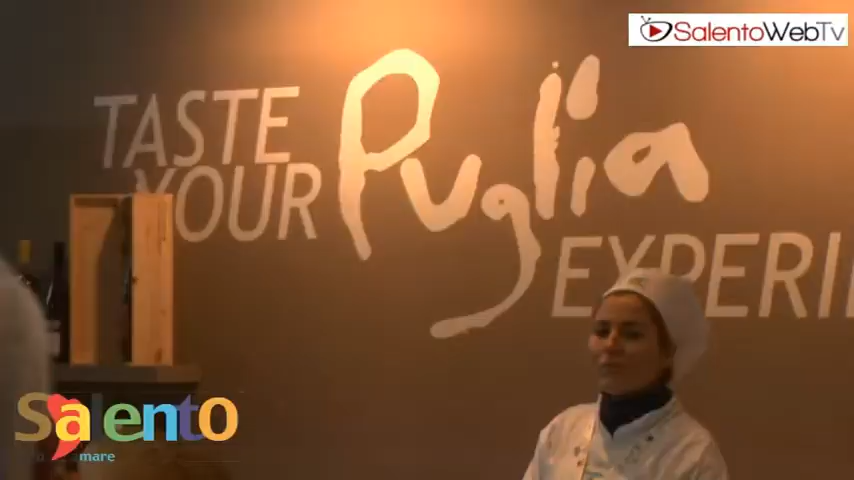 SalentoWebTv
TASTE
YOUR Puglia
EXPERI
Salento
mare